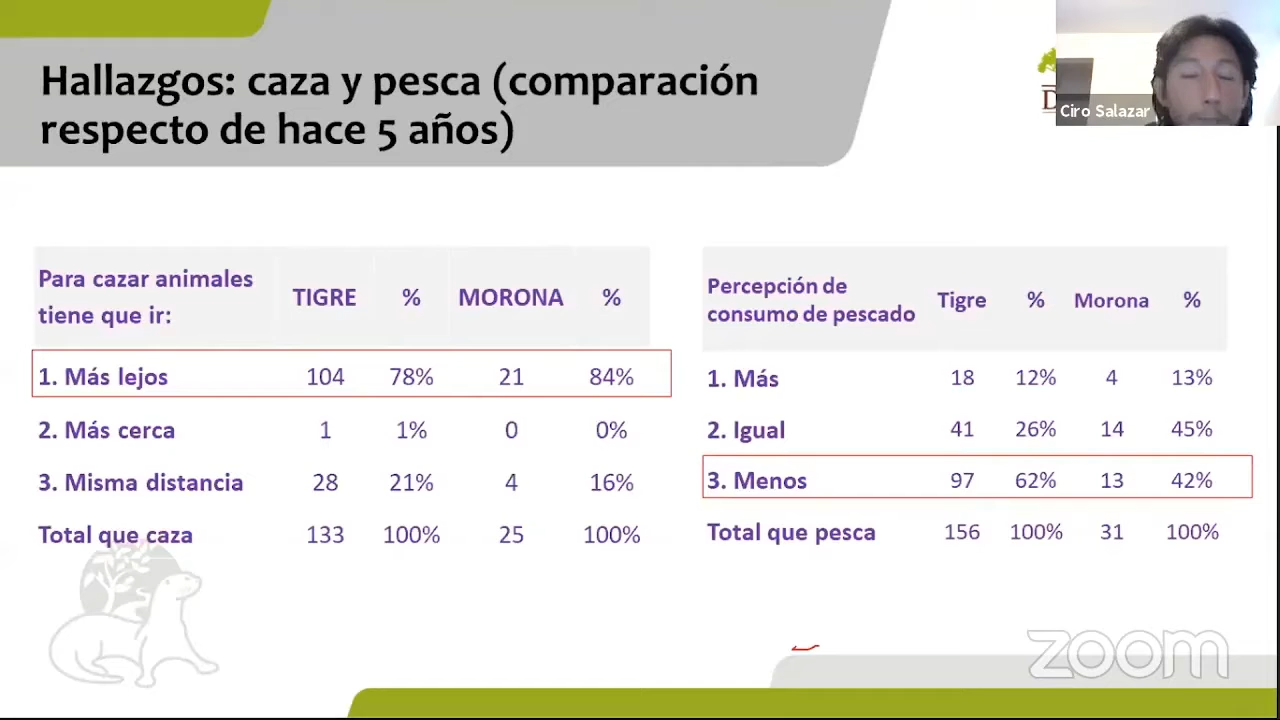 Hallazgos: caza y pesca (comparación
respecto de hace 5 años)
D
Ciro Salazar
Para cazar animales
tiene que ir: TIGRE % MORONA %
1. Más lejos 104 78% 21 84%
2. Más cerca 1 1% 0 0%
3. Misma distancia 28 21% 4 16%
Total que caza 133 100% 25 100%
Percepción de
consumo de pescado Tigre % Morona %
1. Más 18 12% 4 13%
2. Igual 41 26% 14 45%
3. Menos 97 62% 13 42%
Total que pesca 156 100% 31 100%
zoom